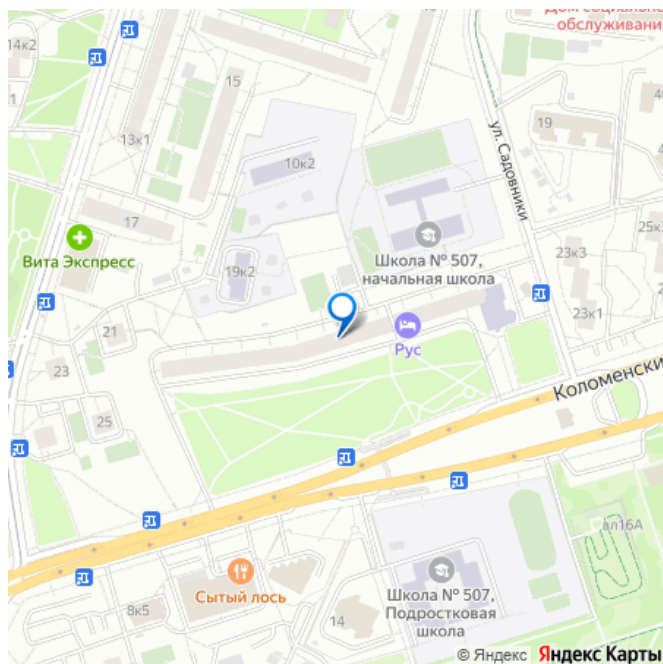 Дом социально
обслуживани
14к2
15
19
13к1
10к2
ул. Садовники
17
Вита Экспресс
Школа № 507,
начальная школа
23к3
25к
19к2
23к1
21
Рус
23
Коломенски
25
вл16А
Сытый лось
Школа № 507,
Подростковая
школа
8к5
14
© Яндекс Яндекс Карты